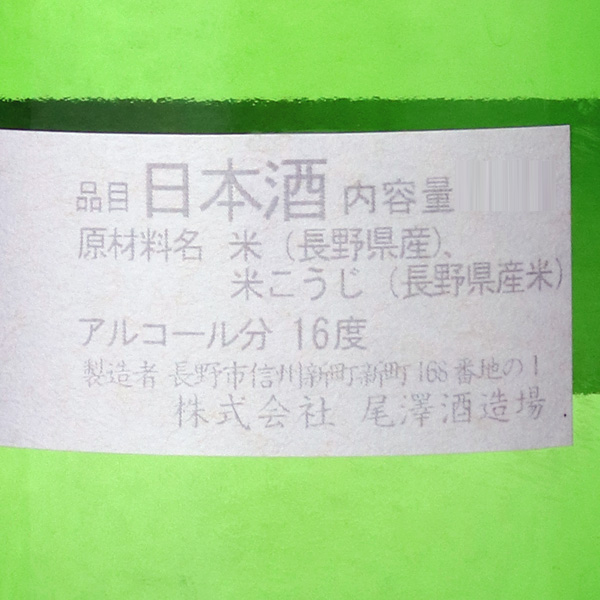 品目 日本酒 内容量
原材料名 米 (長野県産)、
米こうじ (長野県産米)
アルコール分 16度
製造者 長野市信州新町新町168番地の1
株式会社 尾澤酒造場